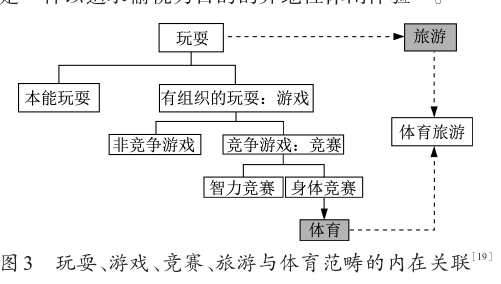 玩耍
旅游
本能玩耍
有组织的玩耍：游戏
体育旅游
非竞争游戏
竞争游戏：竞赛
智力竞赛
身体竞赛
体育
图3 玩耍、游戏、竞赛、旅游与体育范畴的内在关联[19]